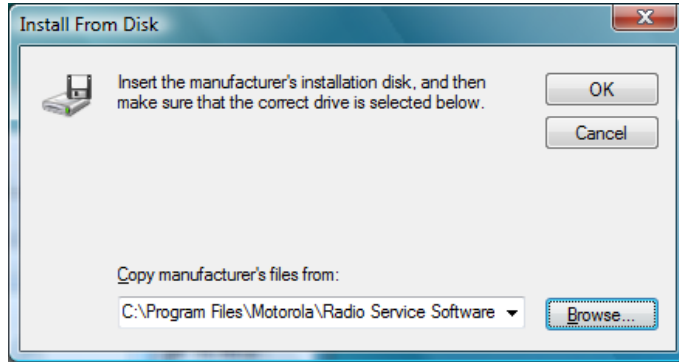 Install From Disk
Insert the manufacturer's installation disk, and then
make sure that the correct drive is selected below.
OK
Cancel
Copy manufacturer's files from:
C:\Program Files\Motorola\Radio Service Software
Browse...